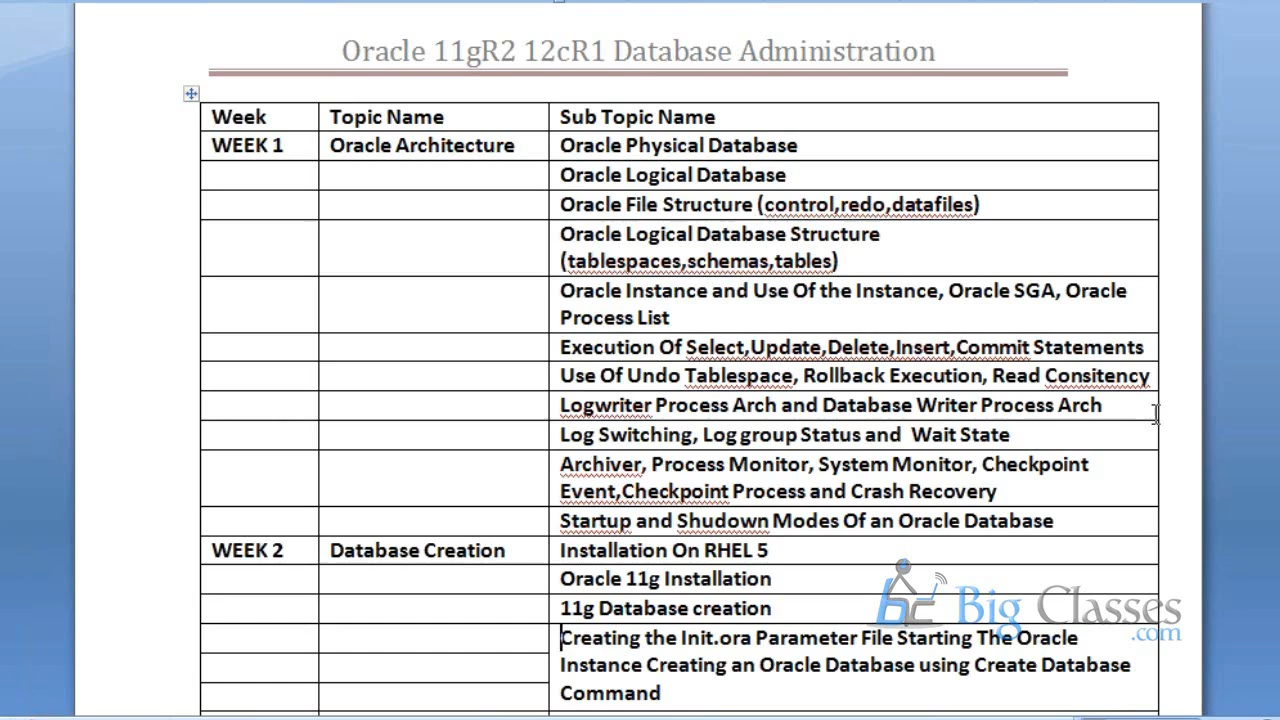 Oracle 11gR2 12cR1 Database Administration
Week Topic Name Sub Topic Name
WEEK 1 Oracle Architecture Oracle Physical Database
Oracle Logical Database
Oracle File Structure (control,redo,datafiles)
Oracle Logical Database Structure
(tablespaces,schemas,tables)
Oracle Instance and Use Of the Instance, Oracle SGA, Oracle
Process List
Execution Of Select,Update,Delete,Insert,Commit Statements
Use Of Undo Tablespace, Rollback Execution, Read Consitency
Logwriter Process Arch and Database Writer Process Arch
Log Switching, Log group Status and Wait State
Archiver, Process Monitor, System Monitor, Checkpoint
Event,Checkpoint Process and Crash Recovery
Startup and Shudown Modes Of an Oracle Database
WEEK 2 Database Creation Installation On RHEL 5
Oracle 11g Installation
11g Database creation
Creating the Init.ora Parameter File Starting The Oracle
Instance Creating an Oracle Database using Create Database
Command
bc Big Classes
.com